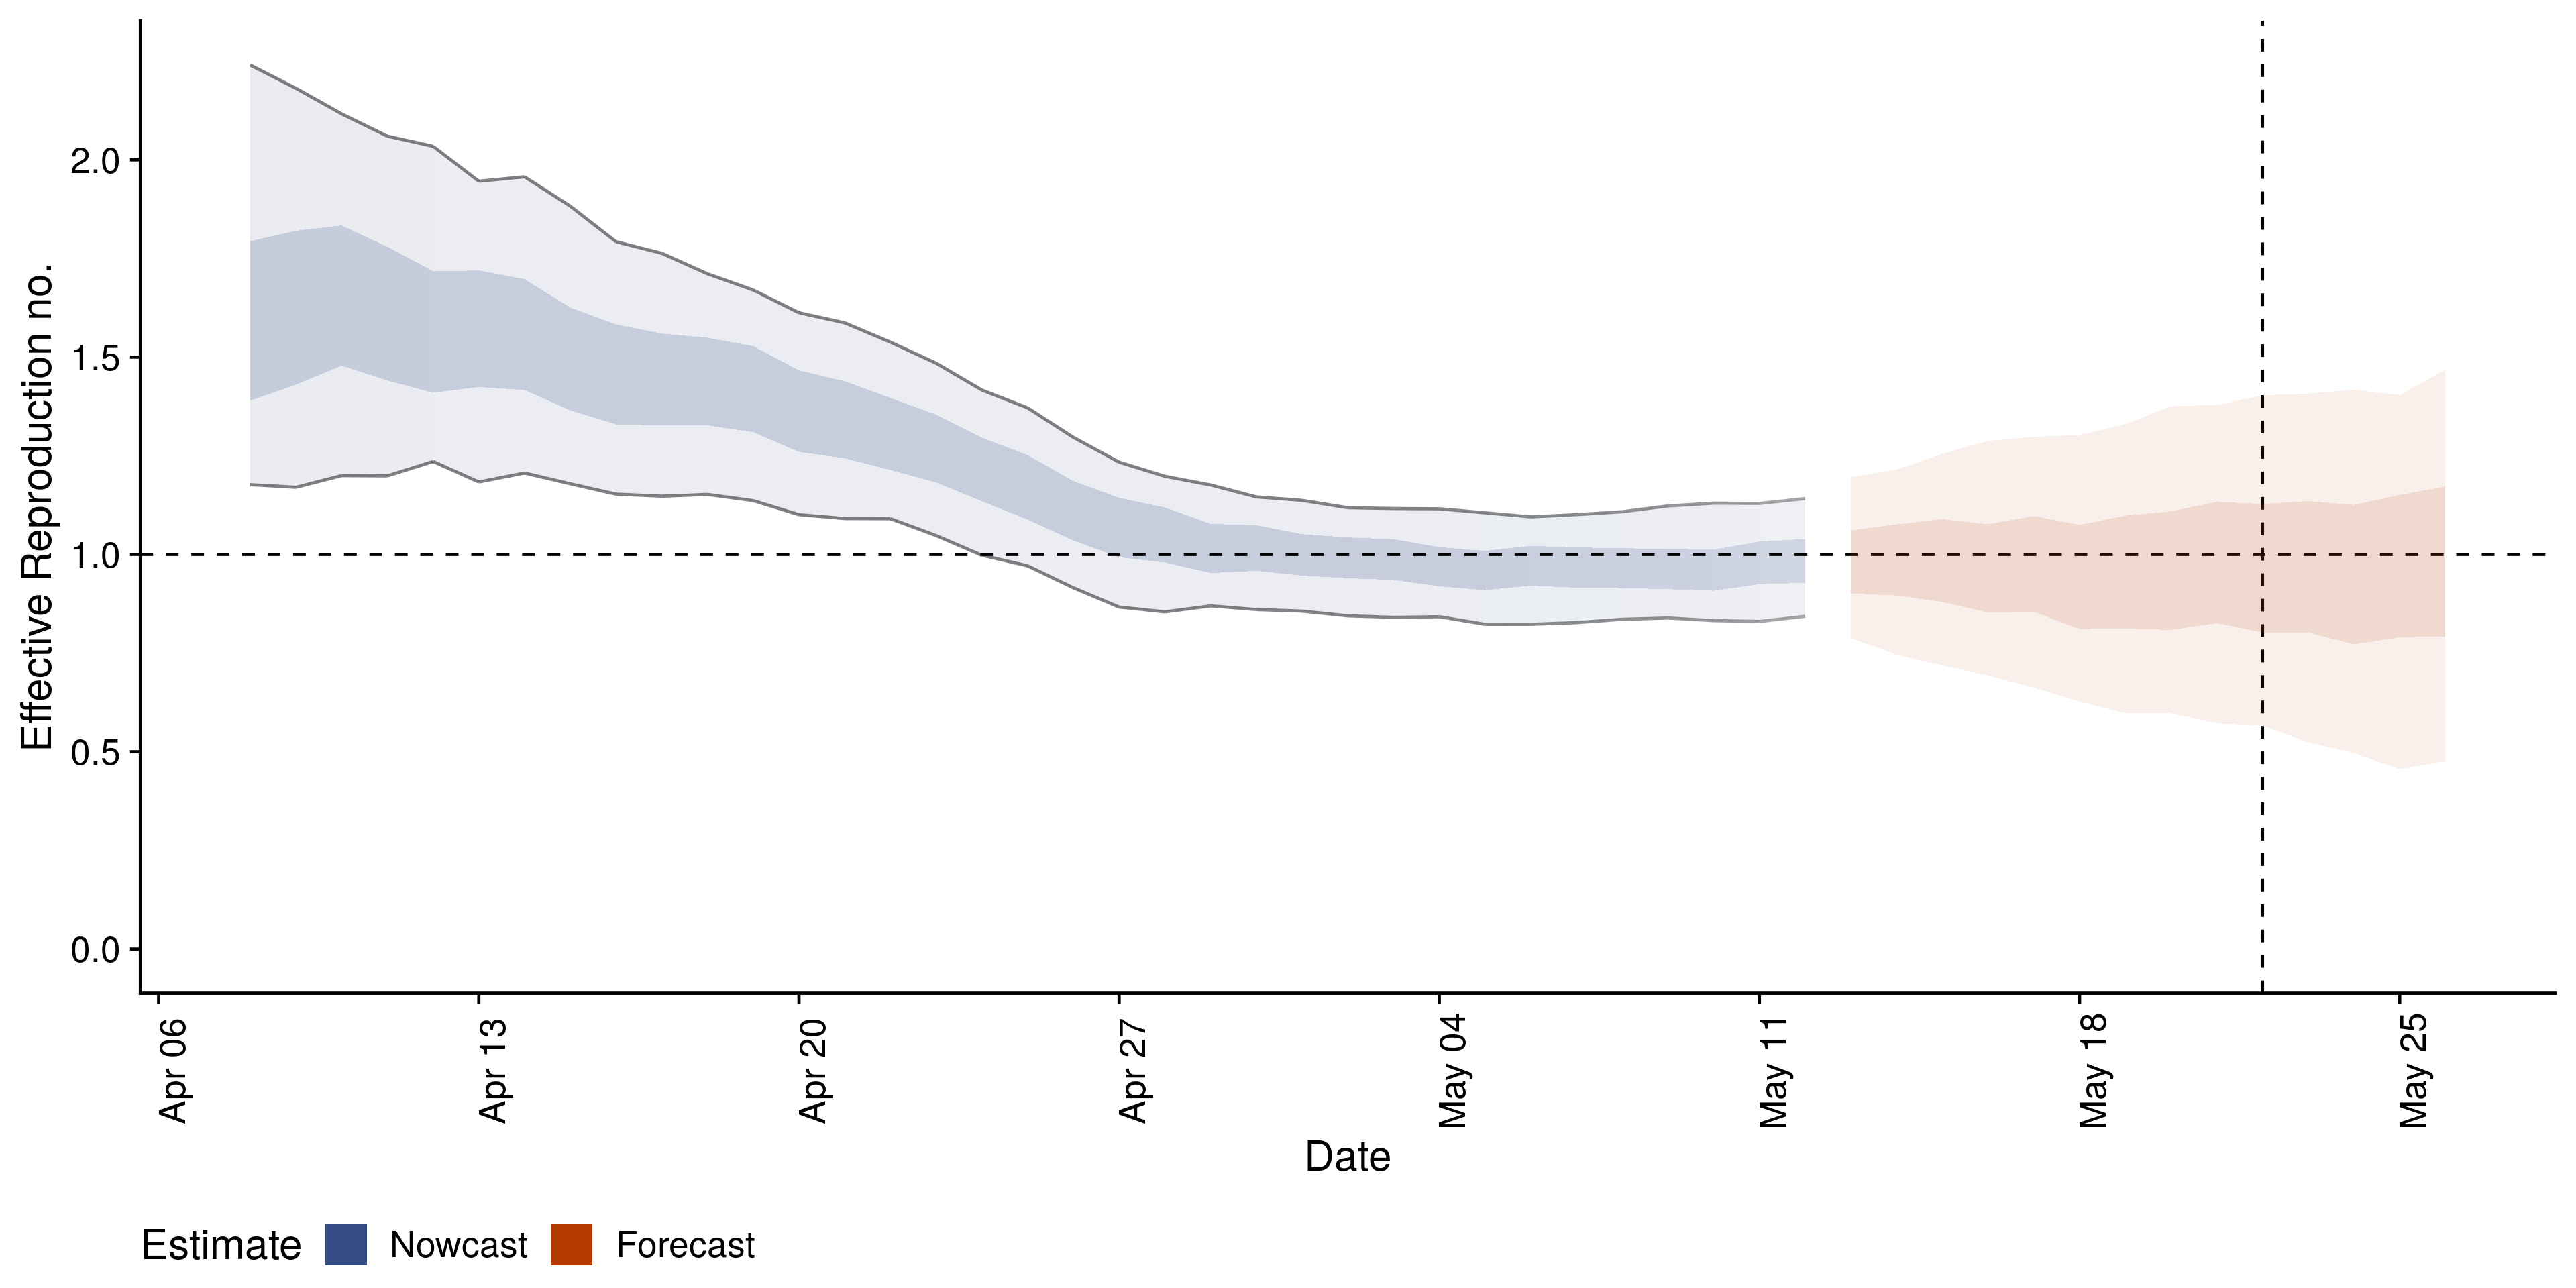 Effective Reproduction no.
2.0
1.5
1.0
0.5
0.0
Apr 06
Apr 13
Apr 20
Apr 27
May 04
May 11
May 18
May 25
Date
Estimate Nowcast Forecast